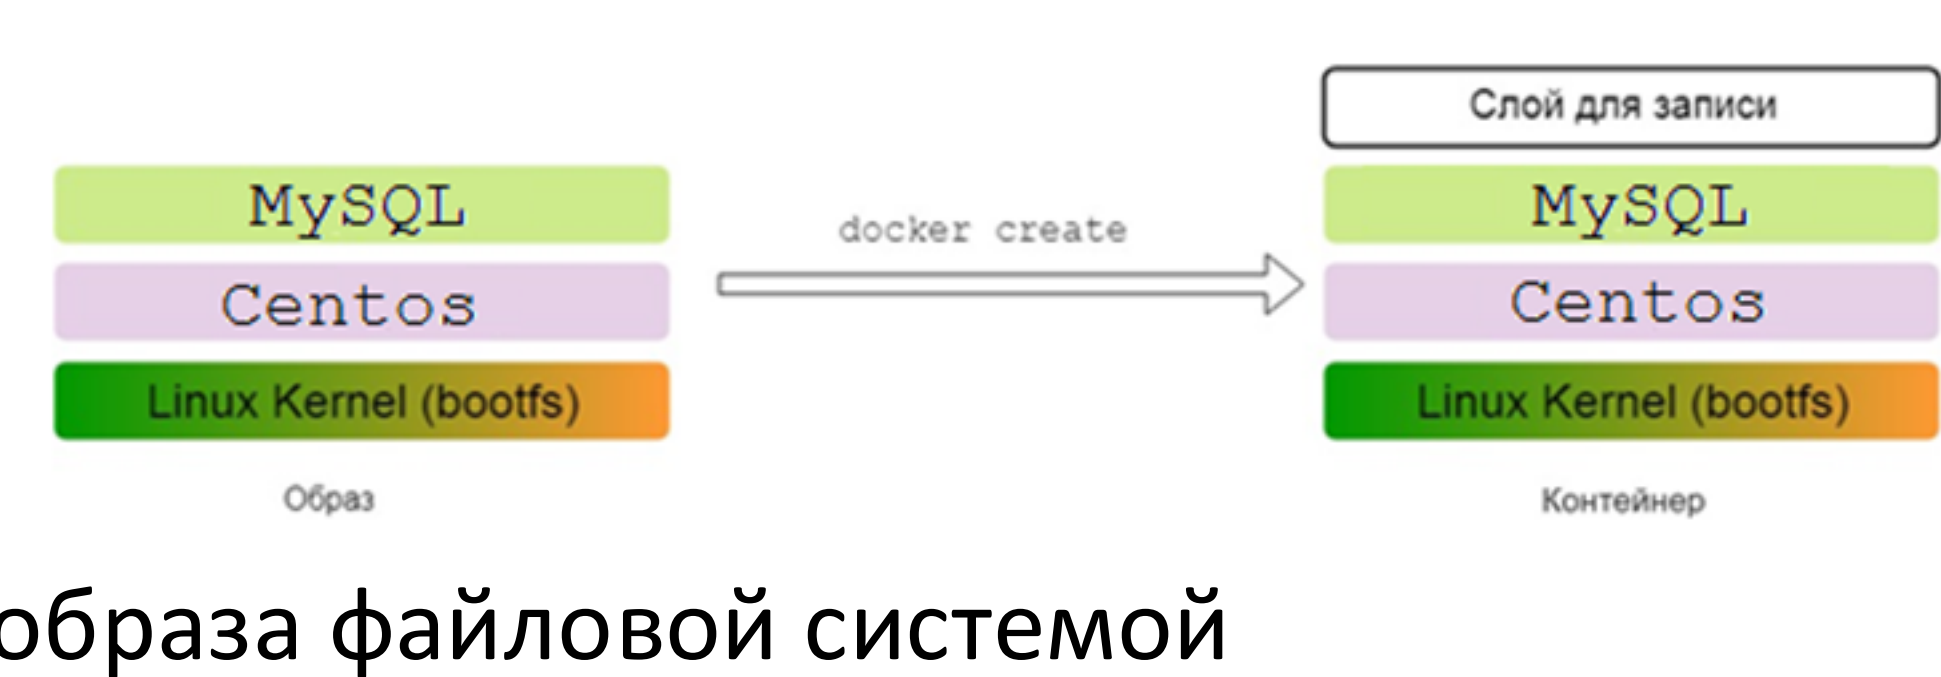 Слой для записи
MySQL
MySQL
docker create
Centos
Centos
Linux Kernel (bootfs)
Linux Kernel (bootfs)
Образ
Контейнер
образа файловой системой